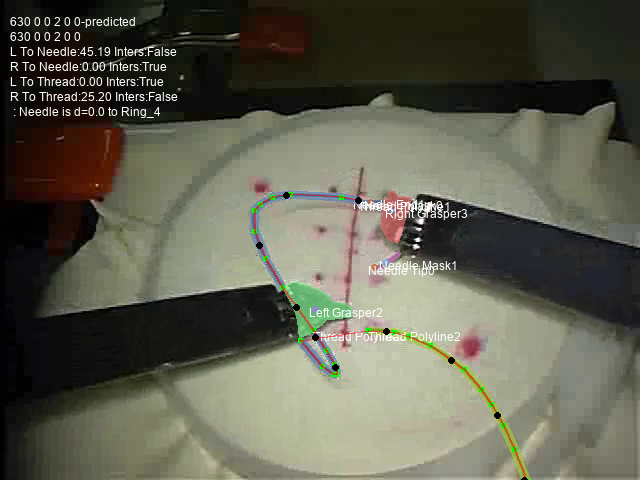 630 0 0 2 0 0-predicted
630 0 0 2 0 0
L To Needle:45.19 Inters:False
R To Needle:0.00 Inters:True
L To Thread:0.00 Inters:True
R To Thread:25.20 Inters:False
: Needle is d=0.0 to Ring_4
Right Grasper3
Needle Mask1
Needle Tip0
Left Grasper2
Thread Polyline2